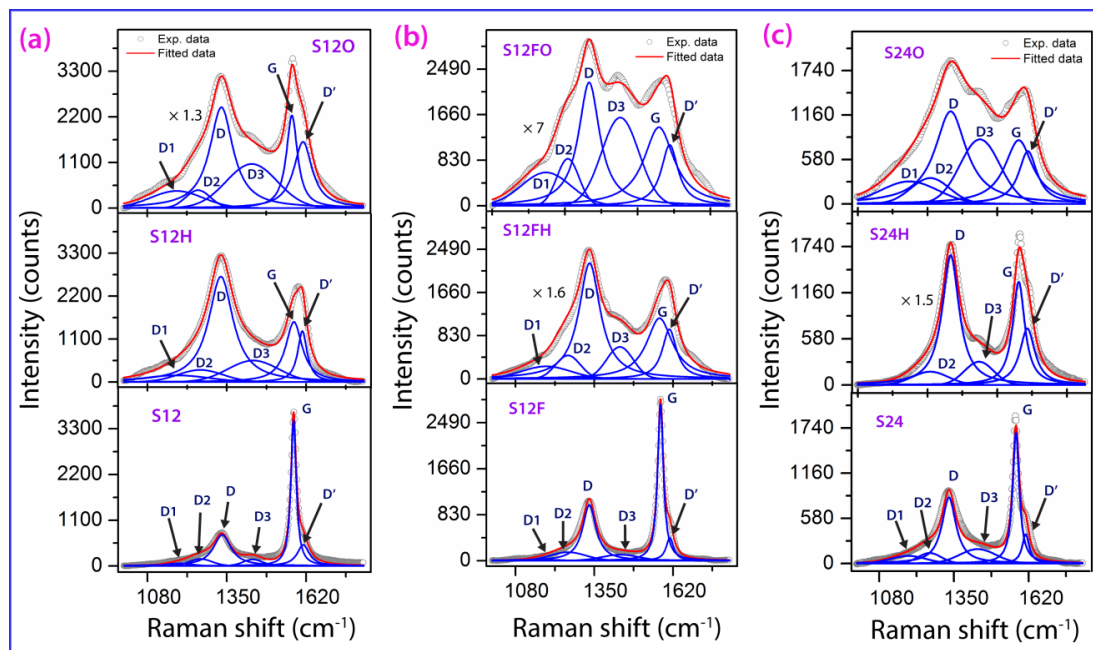 (a)
Exp. data
Fitted data
S12O
3300
2200
1100
0
× 1.3
D1
D2
D
D3
G
D′
S12H
3300
2200
1100
0
D1
D2
D
D3
G
D′
S12
3300
2200
1100
0
D1
D2
D
D3
G
D′
1080 1350 1620
Raman shift (cm-1)
Intensity (counts)
(b)
Exp. data
Fitted data
S12FO
2490
1660
830
0
× 7
D1
D2
D
D3
G
D′
S12FH
2490
1660
830
0
× 1.6
D1
D2
D
D3
G
D′
S12F
2490
1660
830
0
D1
D2
D
D3
G
D′
1080 1350 1620
Raman shift (cm-1)
Intensity (counts)
(c)
Exp. data
Fitted data
S24O
1740
1160
580
0
D1
D2
D
D3
G
D′
S24H
1740
1160
580
0
× 1.5
D2
D
D3
G
D′
S24
1740
1160
580
0
D1
D2
D
D3
G
D′
1080 1350 1620
Raman shift (cm-1)
Intensity (counts)